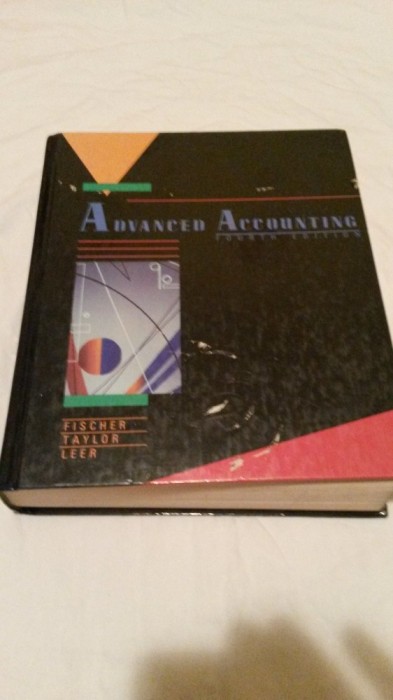 ADVANCED ACCOUNTING
FOURTH EDITION
FISCHER
TAYLOR
LEER